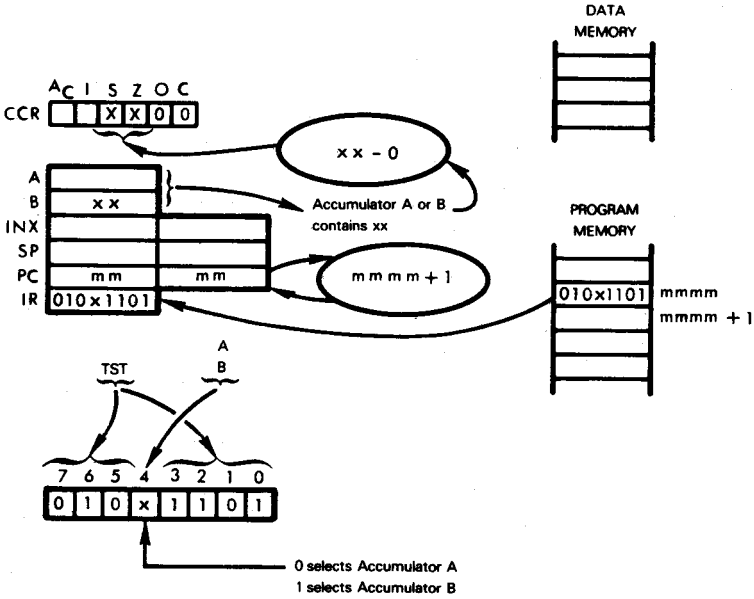 DATA
MEMORY
AC I S Z O C
CCR X X 0 0
xx - 0
A
B xx
Accumulator A or B
contains xx
INX
SP
PC mm mm
mmmm + 1
IR 010x1101
PROGRAM
MEMORY
010x1101 mmmm
mmmm + 1
TST
A
B
7 6 5 4 3 2 1 0
0 1 0 x 1 1 0 1
0 selects Accumulator A
1 selects Accumulator B